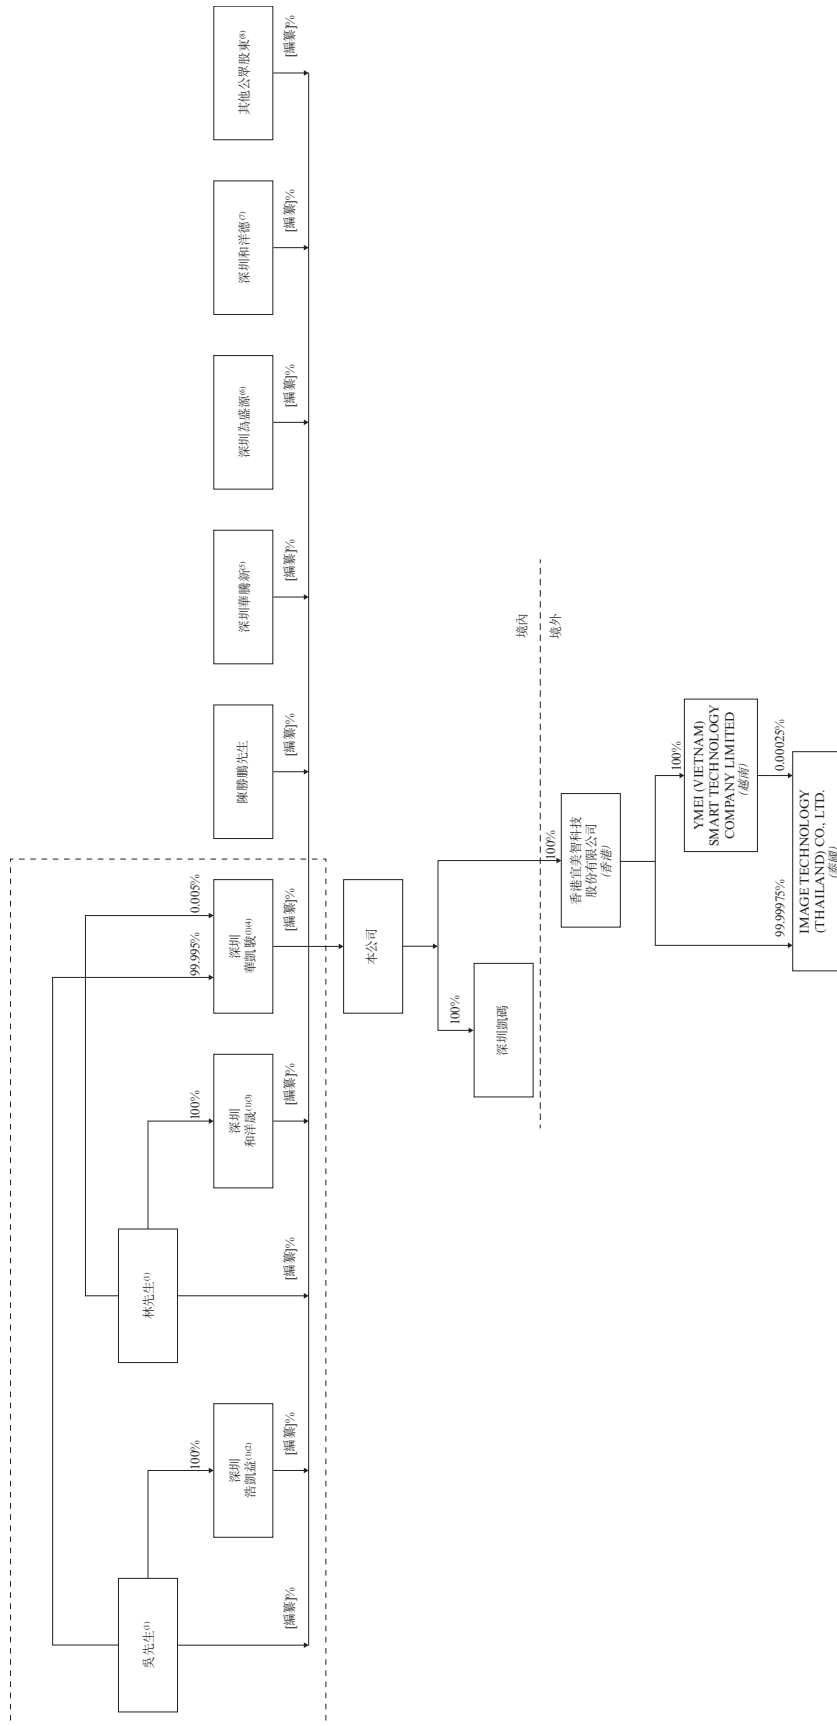 吳先生(1)
林先生(1)
100%
100%
99.995%
0.005%
深圳
浩凱益(1)(2)
深圳
和洋晟(1)(3)
深圳
華凱駿(1)(4)
陳勝鵬先生
深圳華騰新(5)
深圳為盛源(6)
深圳和洋德(7)
其他公眾股東(8)
[編纂]%
[編纂]%
[編纂]%
[編纂]%
[編纂]%
[編纂]%
[編纂]%
[編纂]%
[編纂]%
[編纂]%
本公司
100%
深圳凱碼
境內
境外
100%
香港宜美智科技
股份有限公司
(香港)
100%
YMEI (VIETNAM)
SMART TECHNOLOGY
COMPANY LIMITED
(越南)
99.99975%
0.00025%
IMAGE TECHNOLOGY
(THAILAND) CO., LTD.
(泰國)